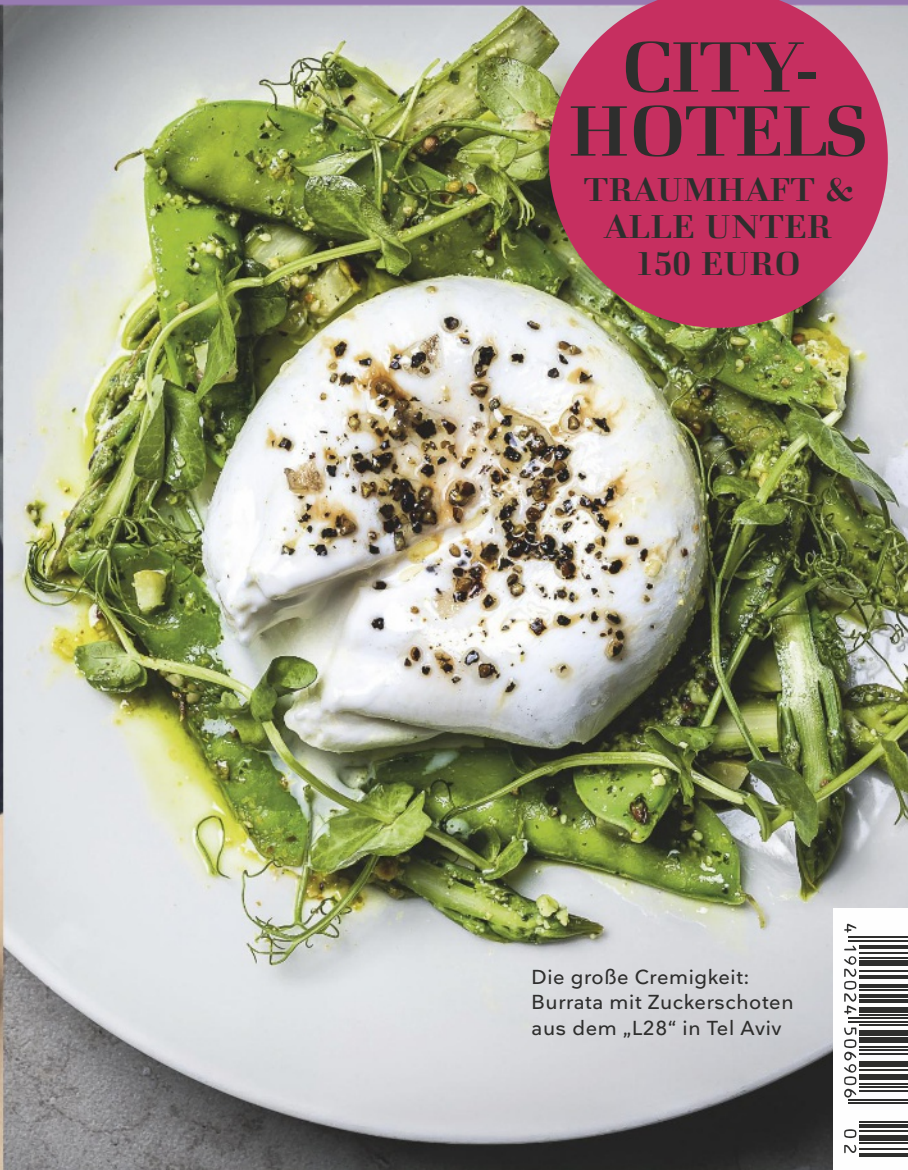 CITY-
HOTELS
TRAUMHAFT &
ALLE UNTER
150 EURO
Die große Cremigkeit:
Burrata mit Zuckerschoten
aus dem „L28“ in Tel Aviv
4 192024 506906 02